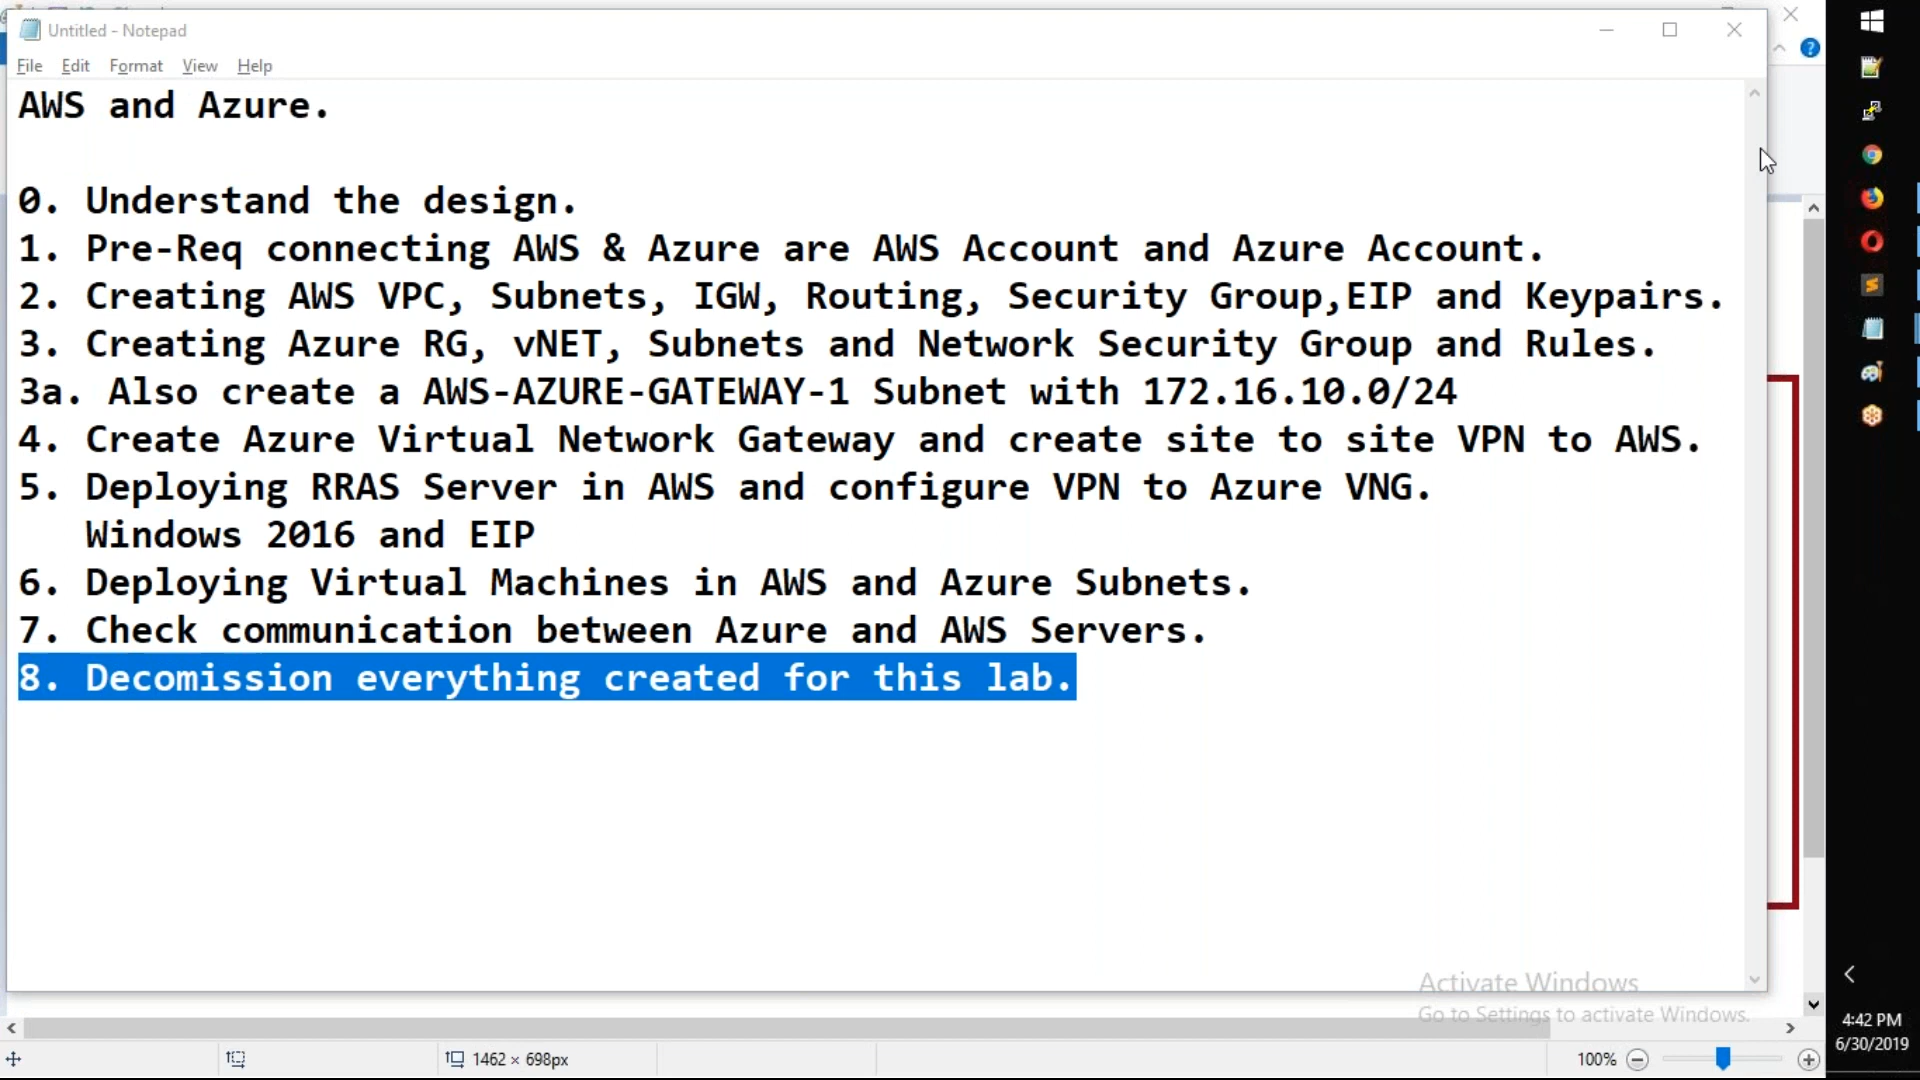 Untitled - Notepad
File Edit Format View Help
AWS and Azure.
0. Understand the design.
1. Pre-Req connecting AWS & Azure are AWS Account and Azure Account.
2. Creating AWS VPC, Subnets, IGW, Routing, Security Group,EIP and Keypairs.
3. Creating Azure RG, vNET, Subnets and Network Security Group and Rules.
3a. Also create a AWS-AZURE-GATEWAY-1 Subnet with 172.16.10.0/24
4. Create Azure Virtual Network Gateway and create site to site VPN to AWS.
5. Deploying RRAS Server in AWS and configure VPN to Azure VNG.
Windows 2016 and EIP
6. Deploying Virtual Machines in AWS and Azure Subnets.
7. Check communication between Azure and AWS Servers.
8. Decomission everything created for this lab.
Activate Windows
Go to Settings to activate Windows.
1462 × 698px
100%
4:42 PM
6/30/2019